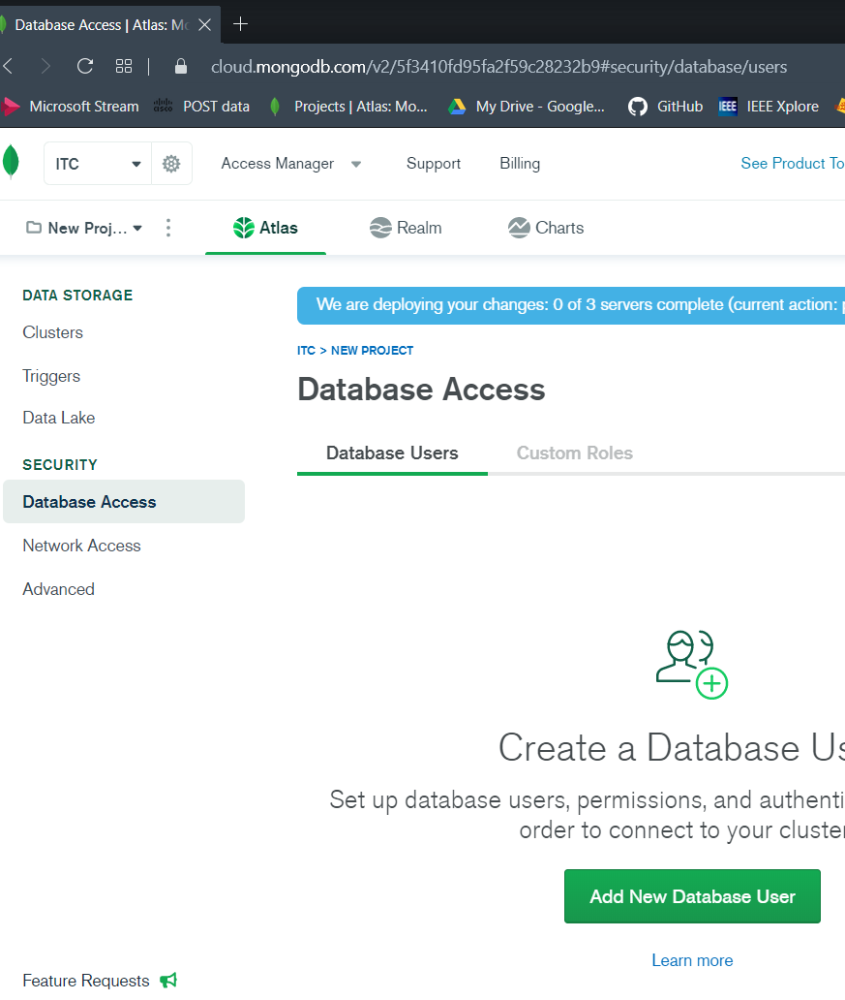 Database Access | Atlas: Mo
cloud.mongodb.com/v2/5f3410fd95fa2f59c28232b9#security/database/users
Microsoft Stream cisco POST data Projects | Atlas: Mo... My Drive - Google... GitHub IEEE IEEE Xplore
ITC Access Manager Support Billing See Product To
New Proj... Atlas Realm Charts
DATA STORAGE
Clusters
Triggers
Data Lake
SECURITY
Database Access
Network Access
Advanced
Feature Requests
We are deploying your changes: 0 of 3 servers complete (current action: p
ITC > NEW PROJECT
Database Access
Database Users Custom Roles
Create a Database Us
Set up database users, permissions, and authenti
order to connect to your cluster
Add New Database User
Learn more